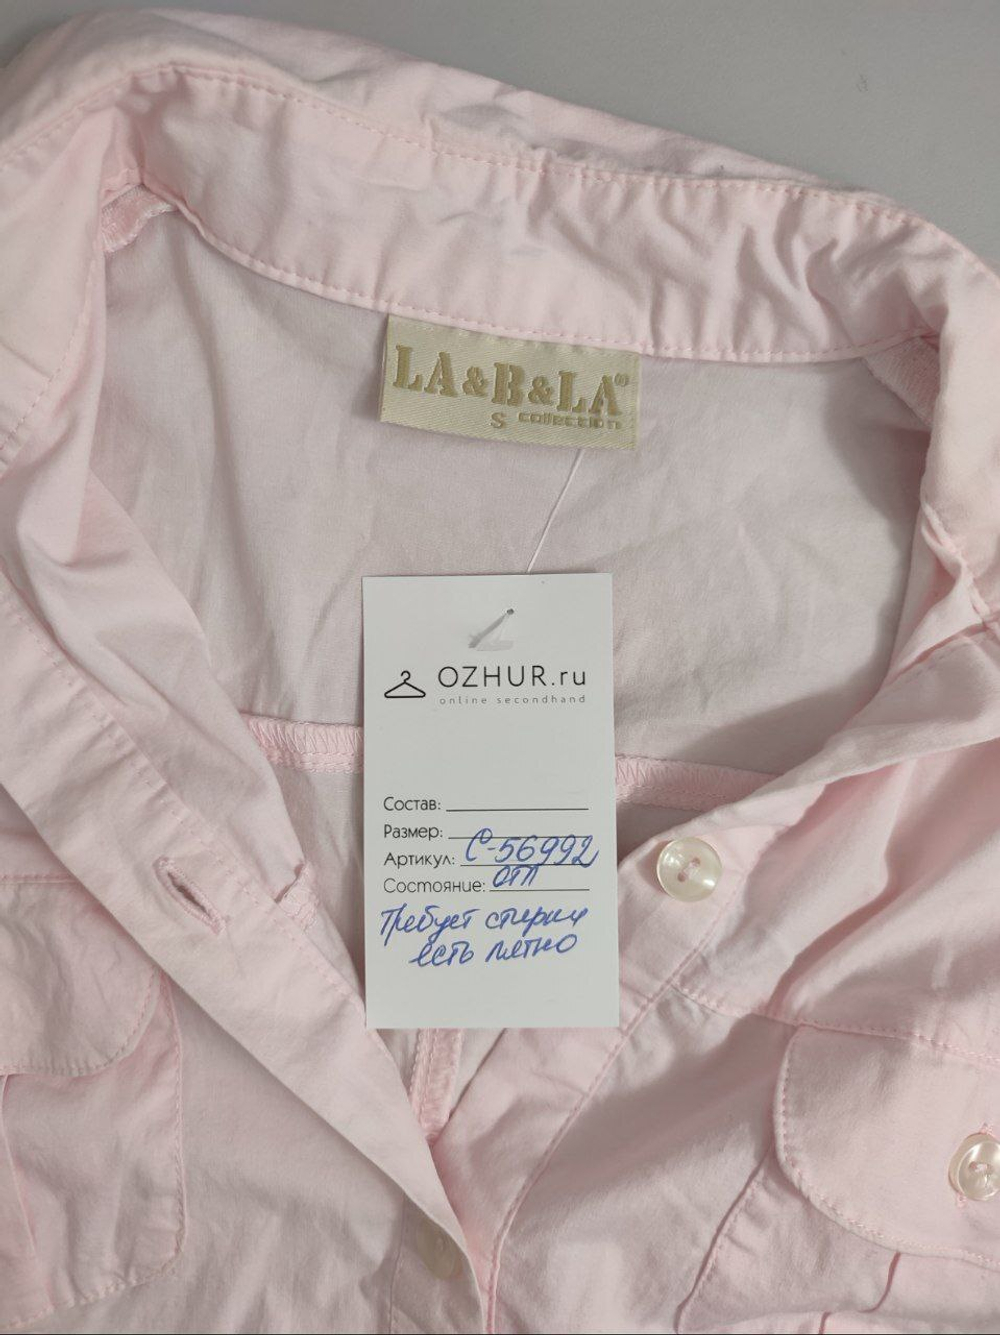 LA&B&LA®
S collection
OZHUR.ru
online secondhand
Состав:
Размер:
Артикул: С-56992
Состояние: отл
Требует стирки
есть пятно